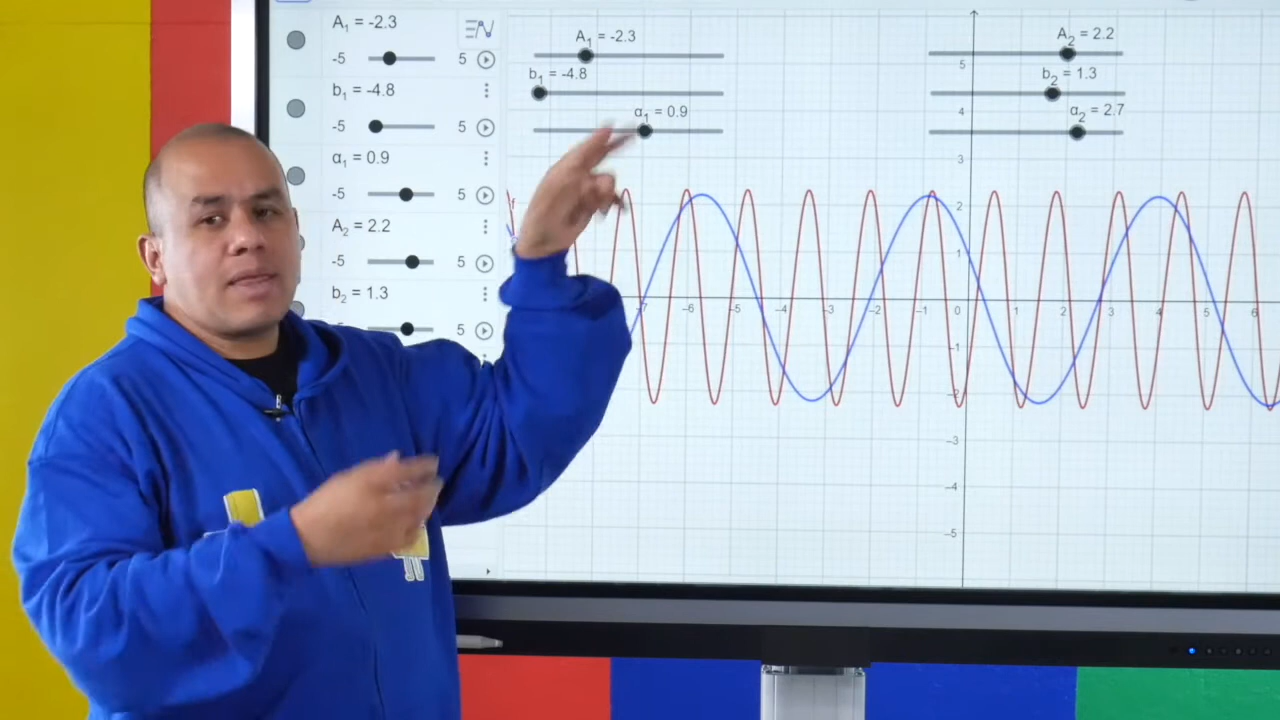 A₁ = -2.3
-5 5
b₁ = -4.8
-5 5
α₁ = 0.9
-5 5
A₂ = 2.2
-5 5
b₂ = 1.3
5
A₁ = -2.3
b₁ = -4.8
α₁ = 0.9
A₂ = 2.2
b₂ = 1.3
α₂ = 2.7
f
5
4
3
2
1
-7 -6 -5 -4 -3 -2 -1 0 1 2 3 4 5 6
-1
-2
-3
-4
-5